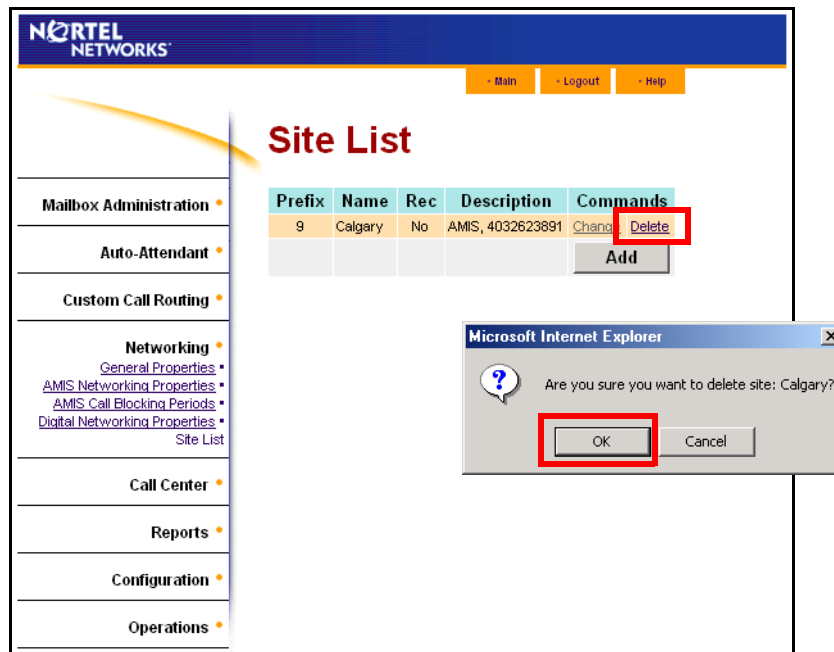 NORTEL
NETWORKS
Main Logout Help
Site List
Mailbox Administration
Auto-Attendant
Custom Call Routing
Networking
General Properties
AMIS Networking Properties
AMIS Call Blocking Periods
Digital Networking Properties
Site List
Call Center
Reports
Configuration
Operations
Prefix Name Rec Description Commands
9 Calgary No AMIS, 4032623891 Chang Delete
Add
Microsoft Internet Explorer
Are you sure you want to delete site: Calgary?
OK Cancel